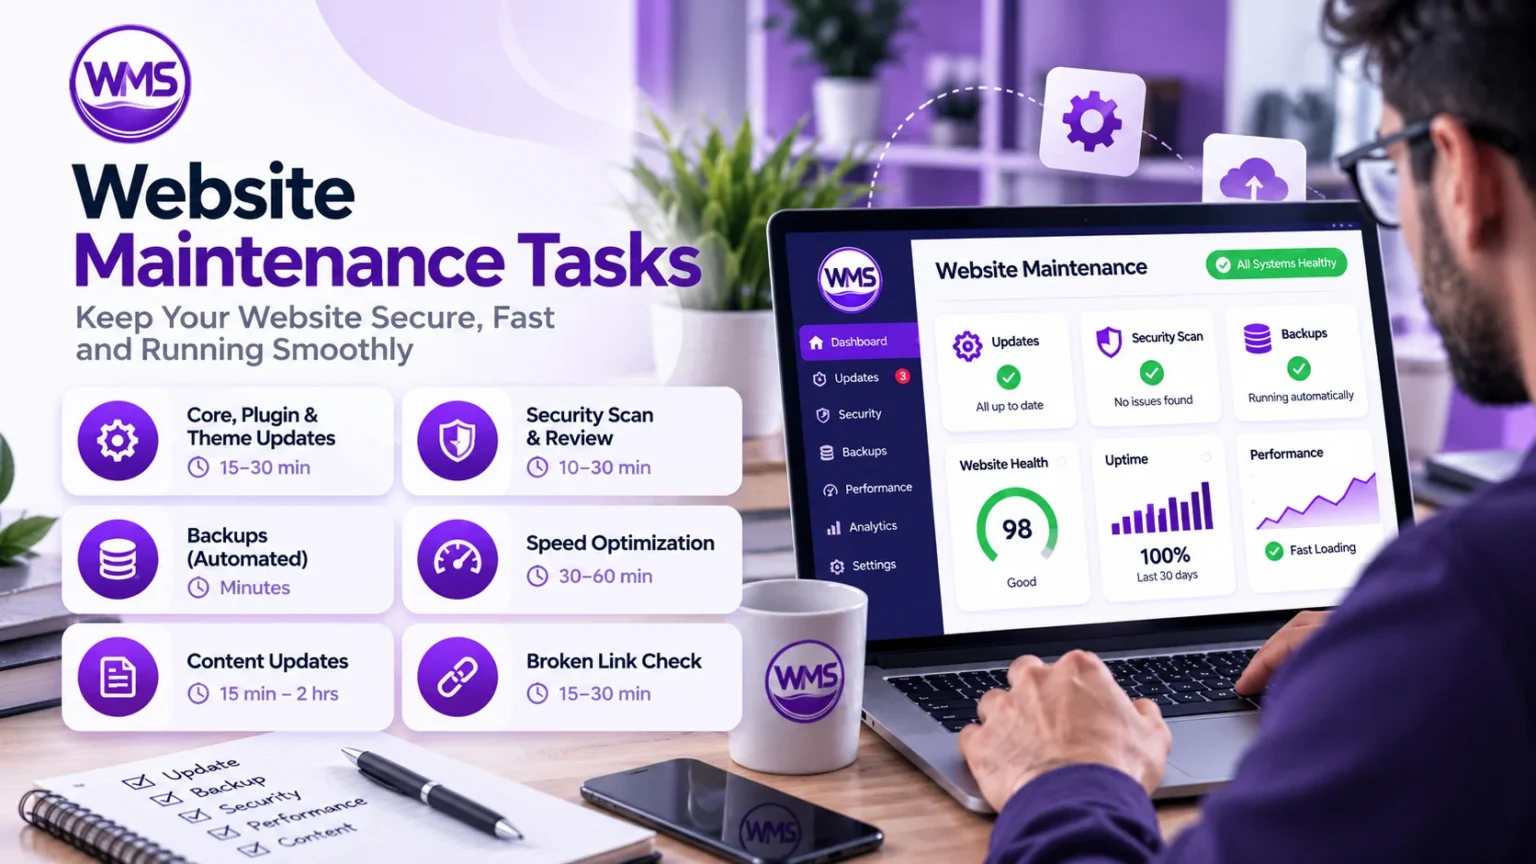 WMS
Website
Maintenance Tasks
Keep Your Website Secure, Fast
and Running Smoothly
Core, Plugin &
Theme Updates
15–30 min
Security Scan
& Review
10–30 min
Backups
(Automated)
Minutes
Speed Optimization
30–60 min
Content Updates
15 min – 2 hrs
Broken Link Check
15–30 min
Update
Backup
Security
Performance
Content
WMS
WMS
WMS
Dashboard
Updates 3
Security
Backups
Performance
Analytics
Settings
Website Maintenance
All Systems Healthy
Updates
All up to date
Security Scan
No issues found
Backups
Running automatically
Website Health
98
Good
Uptime
100%
Last 30 days
Performance
Fast Loading